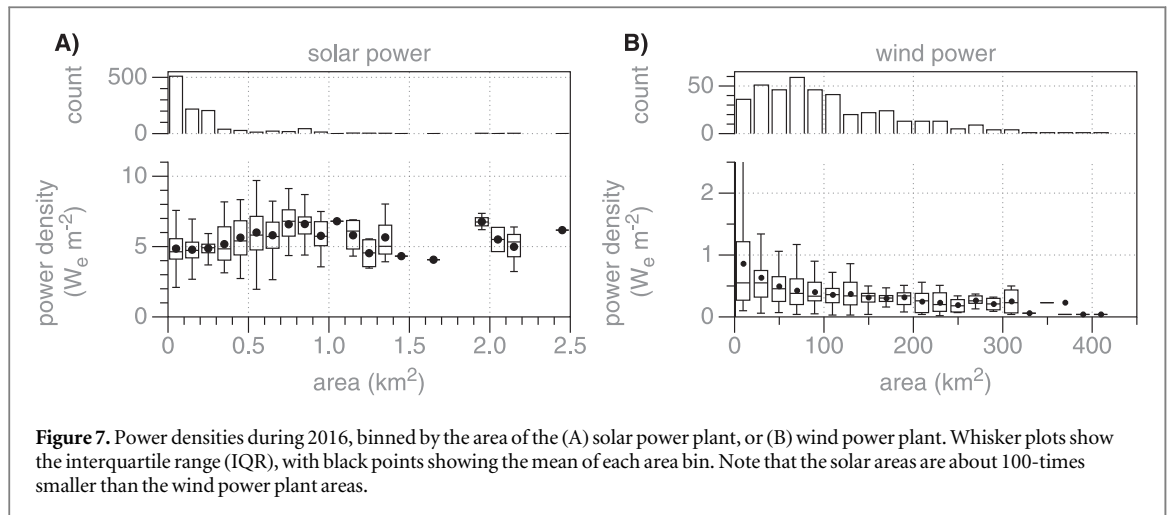 A)
solar power
count
500
0
power density
(Wₑ m⁻²)
10
5
0
0
0.5
1.0
1.5
2.0
2.5
area (km²)
B)
wind power
count
50
0
power density
(Wₑ m⁻²)
2
1
0
0
100
200
300
400
area (km²)
Figure 7. Power densities during 2016, binned by the area of the (A) solar power plant, or (B) wind power plant. Whisker plots show
the interquartile range (IQR), with black points showing the mean of each area bin. Note that the solar areas are about 100-times
smaller than the wind power plant areas.